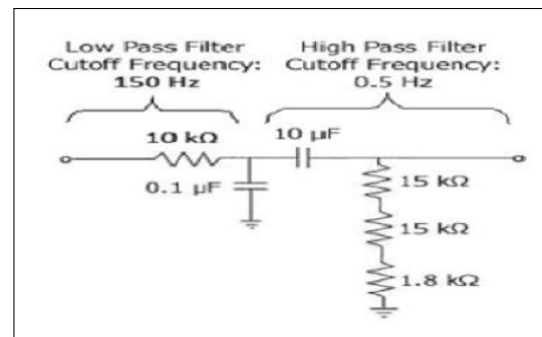 Low Pass Filter
Cutoff Frequency:
150 Hz
High Pass Filter
Cutoff Frequency:
0.5 Hz
10 kΩ
10 µF
0.1 µF
15 kΩ
15 kΩ
1.8 kΩ